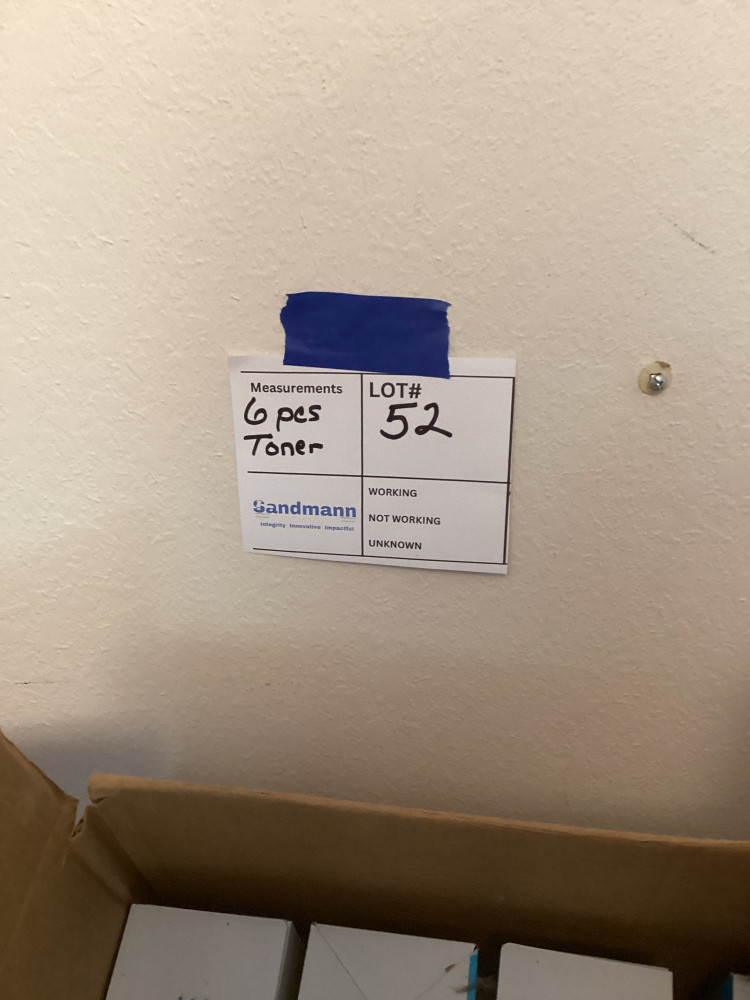 Measurements
6 pcs
Toner
LOT#
52
Sandmann
Integrity Innovative Impactful
WORKING
NOT WORKING
UNKNOWN